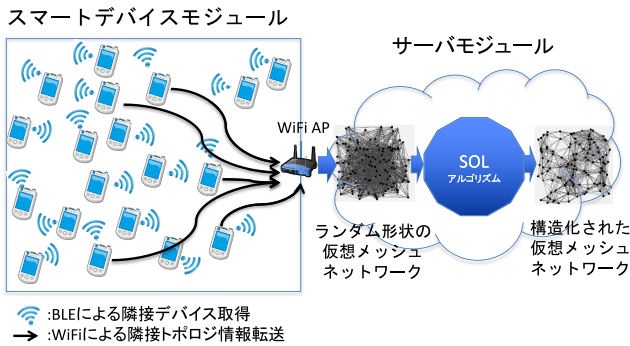 スマートデバイスモジュール
サーバモジュール
WiFi AP
SOL
アルゴリズム
ランダム形状の
仮想メッシュ
ネットワーク
構造化された
仮想メッシュ
ネットワーク
:BLEによる隣接デバイス取得
:WiFiによる隣接トポロジ情報転送